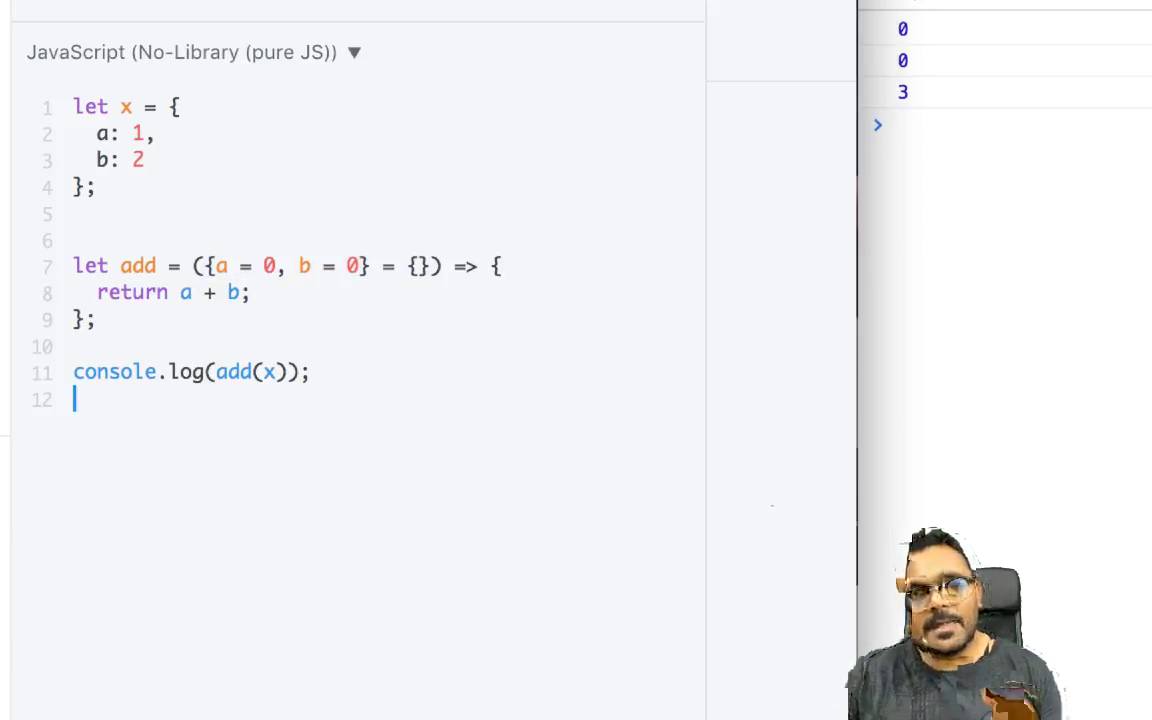 JavaScript (No-Library (pure JS)) ▼
1 let x = {
2 a: 1,
3 b: 2
4 };
5
6
7 let add = ({a = 0, b = 0} = {}) => {
8 return a + b;
9 };
10
11 console.log(add(x));
12
0
0
3
>